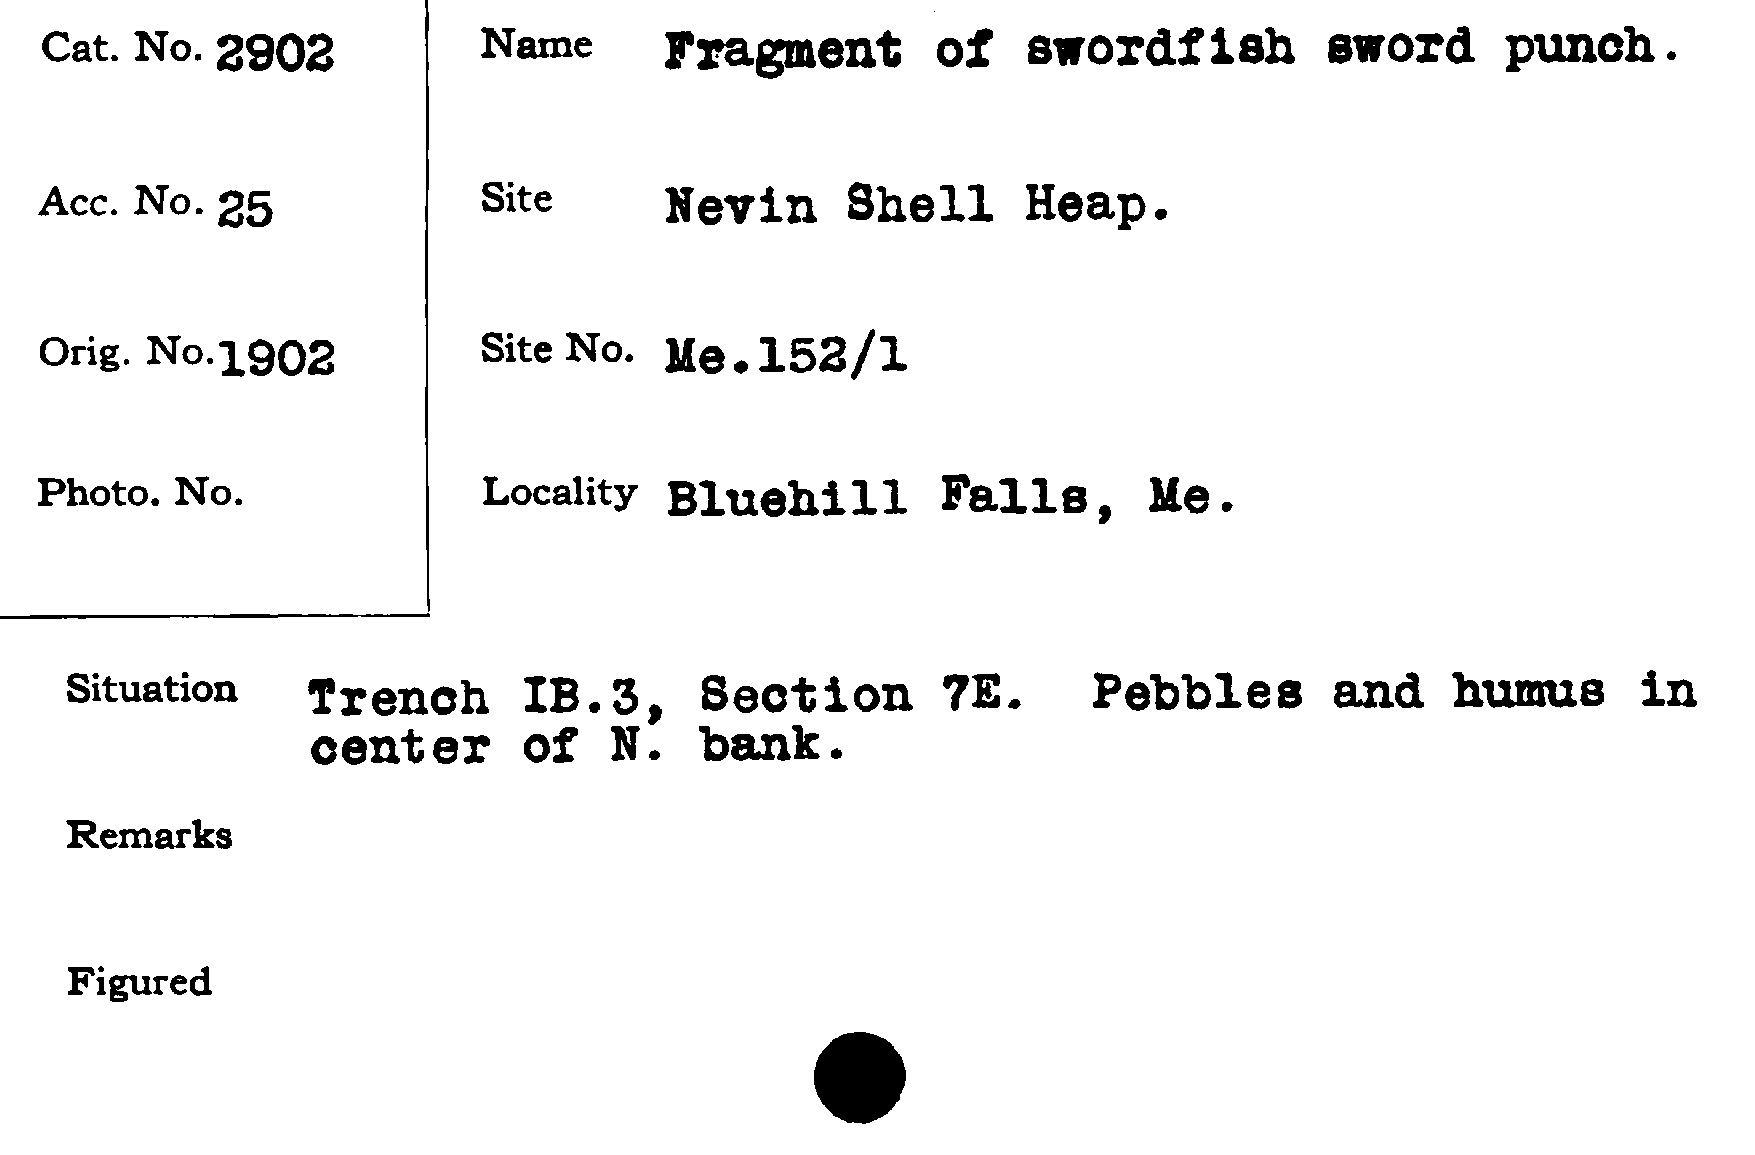 Cat. No. 2902
Name Fragment of swordfish sword punch.
Acc. No. 25
Site Nevin Shell Heap.
Orig. No. 1902
Site No. Me.152/1
Photo. No.
Locality Bluehill Falls, Me.
Situation Trench IB.3, Section 7E. Pebbles and humus in
center of N. bank.
Remarks
Figured